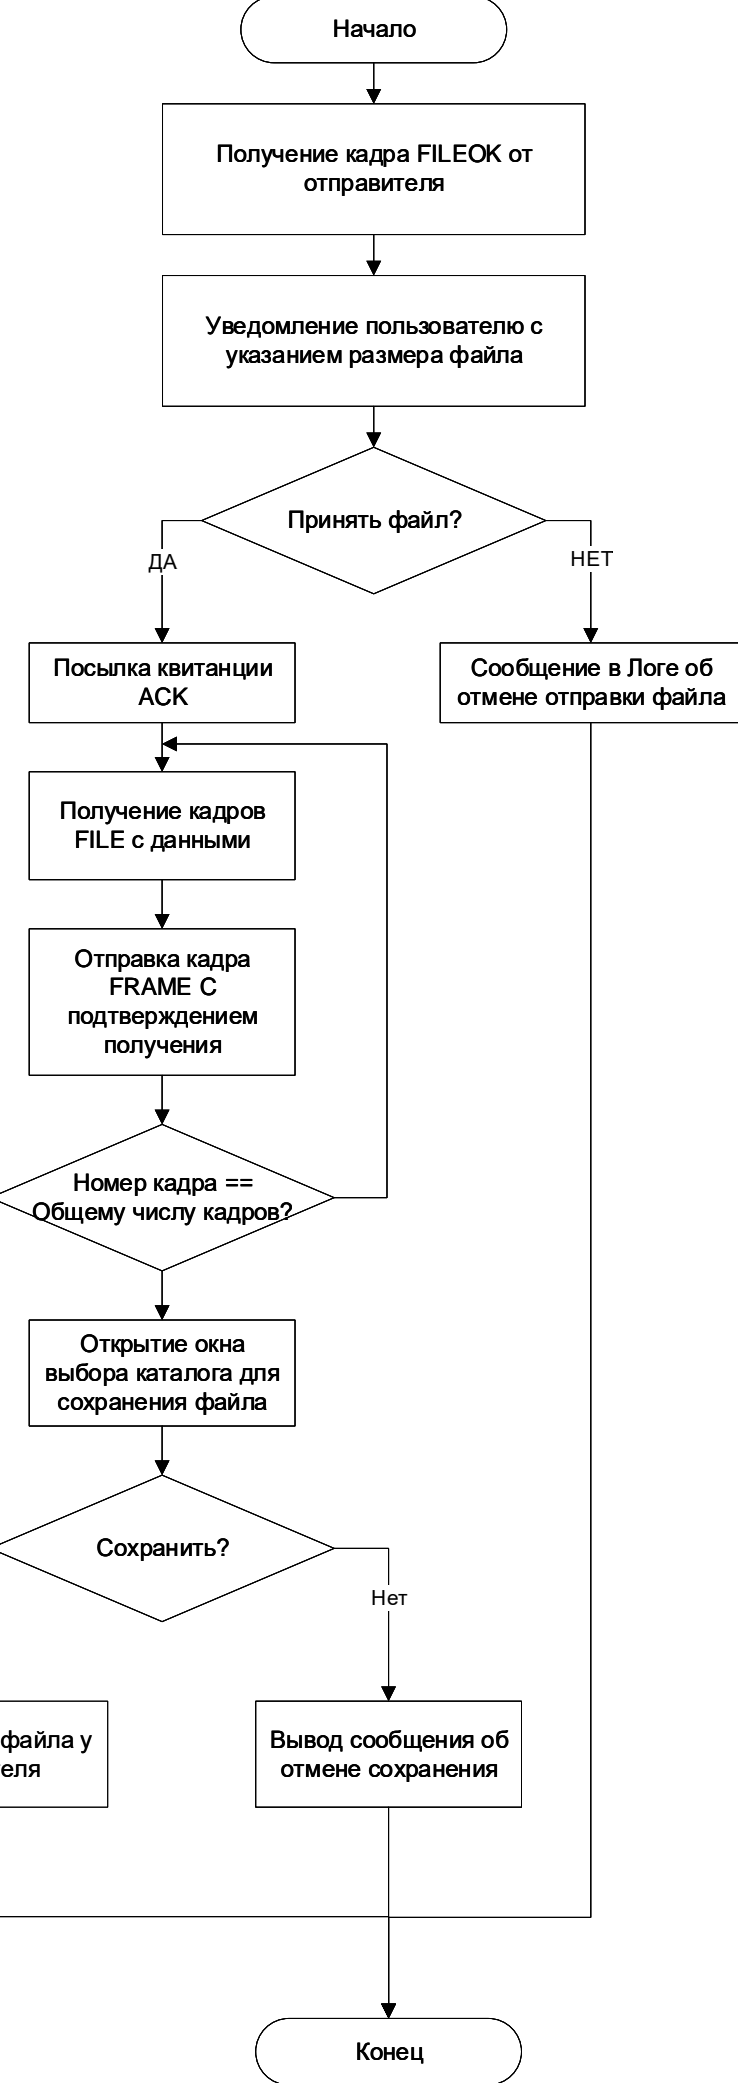 Начало
Получение кадра FILEOK от
отправителя
Уведомление пользователю с
указанием размера файла
Принять файл?
ДА
НЕТ
Посылка квитанции
ACK
Сообщение в Логе об
отмене отправки файла
Получение кадров
FILE с данными
Отправка кадра
FRAME С
подтверждением
получения
Номер кадра ==
Общему числу кадров?
Открытие окна
выбора каталога для
сохранения файла
Сохранить?
Нет
файла у
Вывод сообщения об
отмене сохранения
Конец